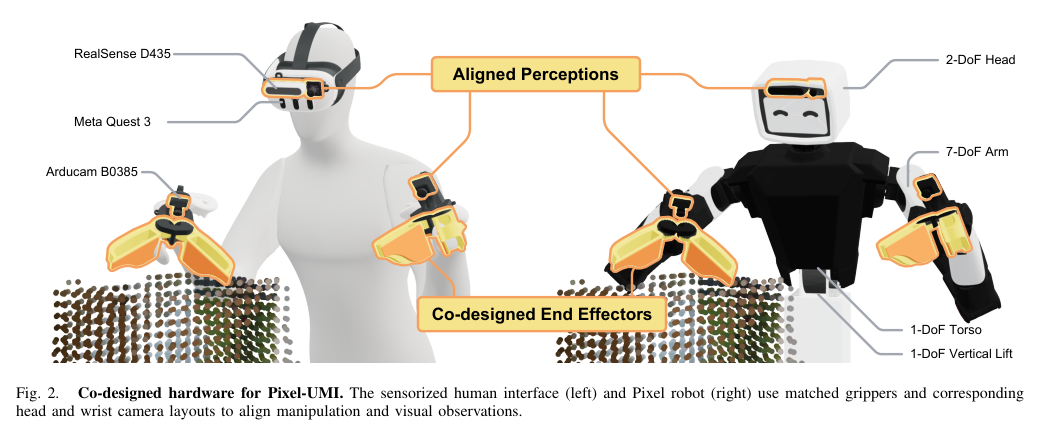 RealSense D435
Meta Quest 3
Arducam B0385
Aligned Perceptions
Co-designed End Effectors
2-DoF Head
7-DoF Arm
1-DoF Torso
1-DoF Vertical Lift
Fig. 2. Co-designed hardware for Pixel-UMI. The sensorized human interface (left) and Pixel robot (right) use matched grippers and corresponding
head and wrist camera layouts to align manipulation and visual observations.